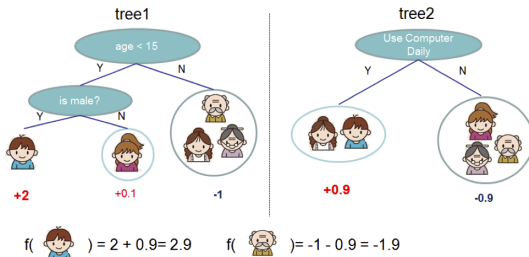 tree1
tree2
age < 15
Use Computer
Daily
Y
N
Y
N
is male?
Y
N
+2
+0.1
-1
+0.9
-0.9
f( ) = 2 + 0.9= 2.9
f( )= -1 - 0.9 = -1.9